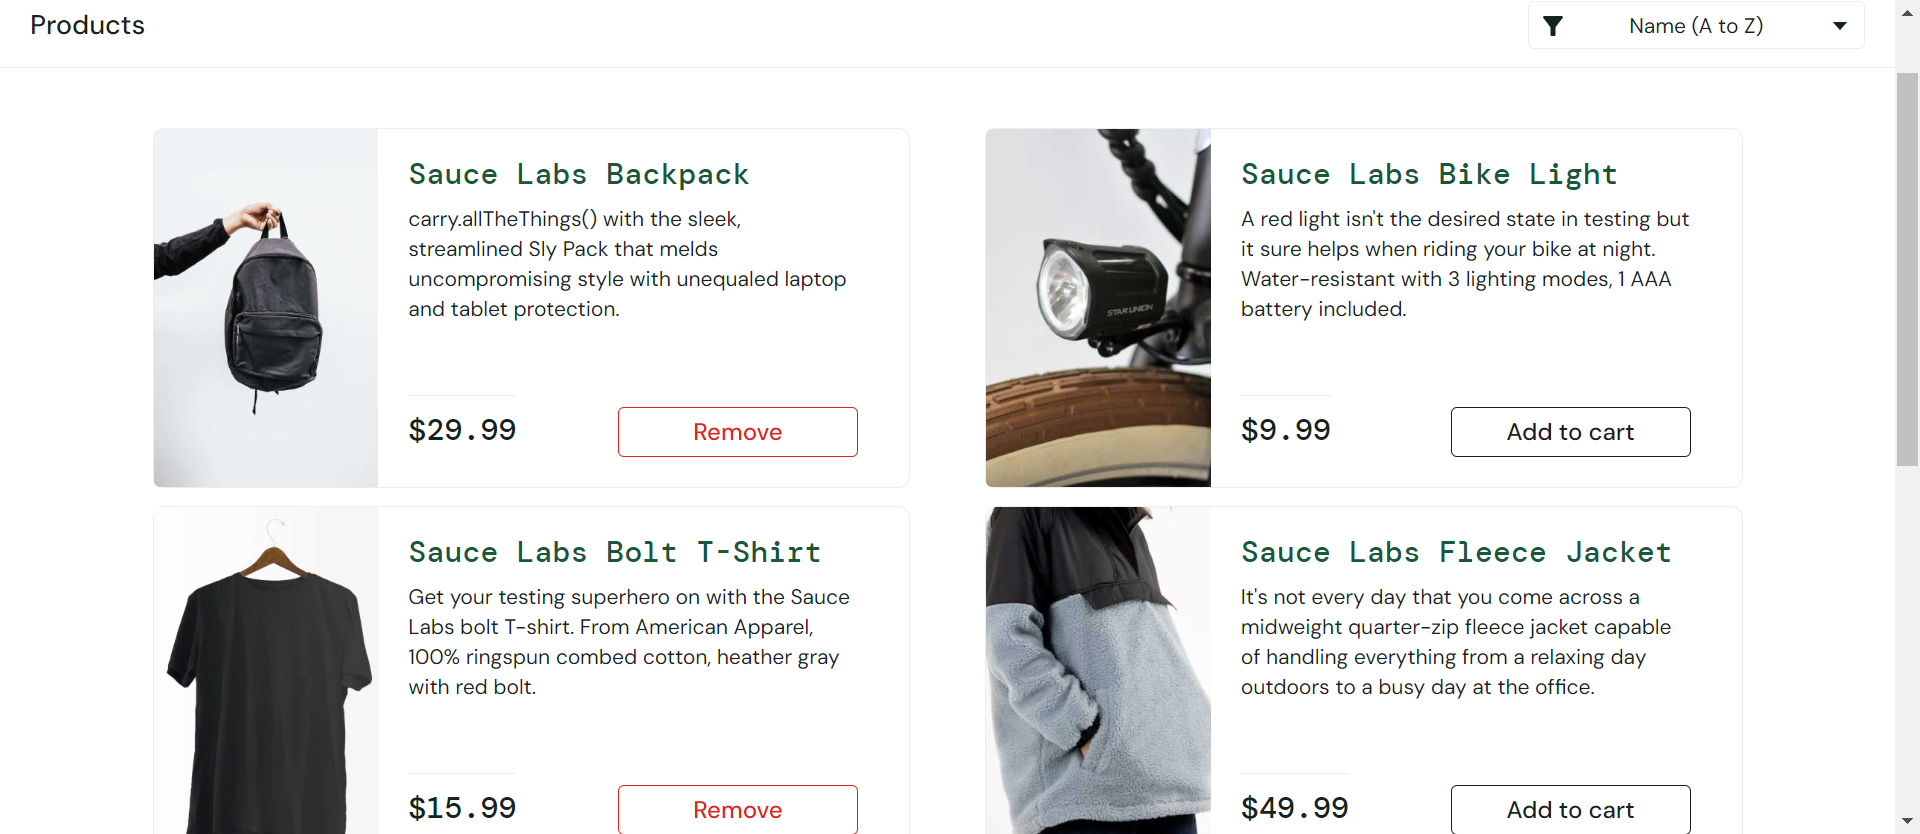 Products
Name (A to Z)
Sauce Labs Backpack
carry.allTheThings() with the sleek,
streamlined Sly Pack that melds
uncompromising style with unequaled laptop
and tablet protection.
$29.99
Remove
Sauce Labs Bike Light
A red light isn't the desired state in testing but
it sure helps when riding your bike at night.
Water-resistant with 3 lighting modes, 1 AAA
battery included.
STAR UNION
$9.99
Add to cart
Sauce Labs Bolt T-Shirt
Get your testing superhero on with the Sauce
Labs bolt T-shirt. From American Apparel,
100% ringspun combed cotton, heather gray
with red bolt.
$15.99
Remove
Sauce Labs Fleece Jacket
It's not every day that you come across a
midweight quarter-zip fleece jacket capable
of handling everything from a relaxing day
outdoors to a busy day at the office.
$49.99
Add to cart